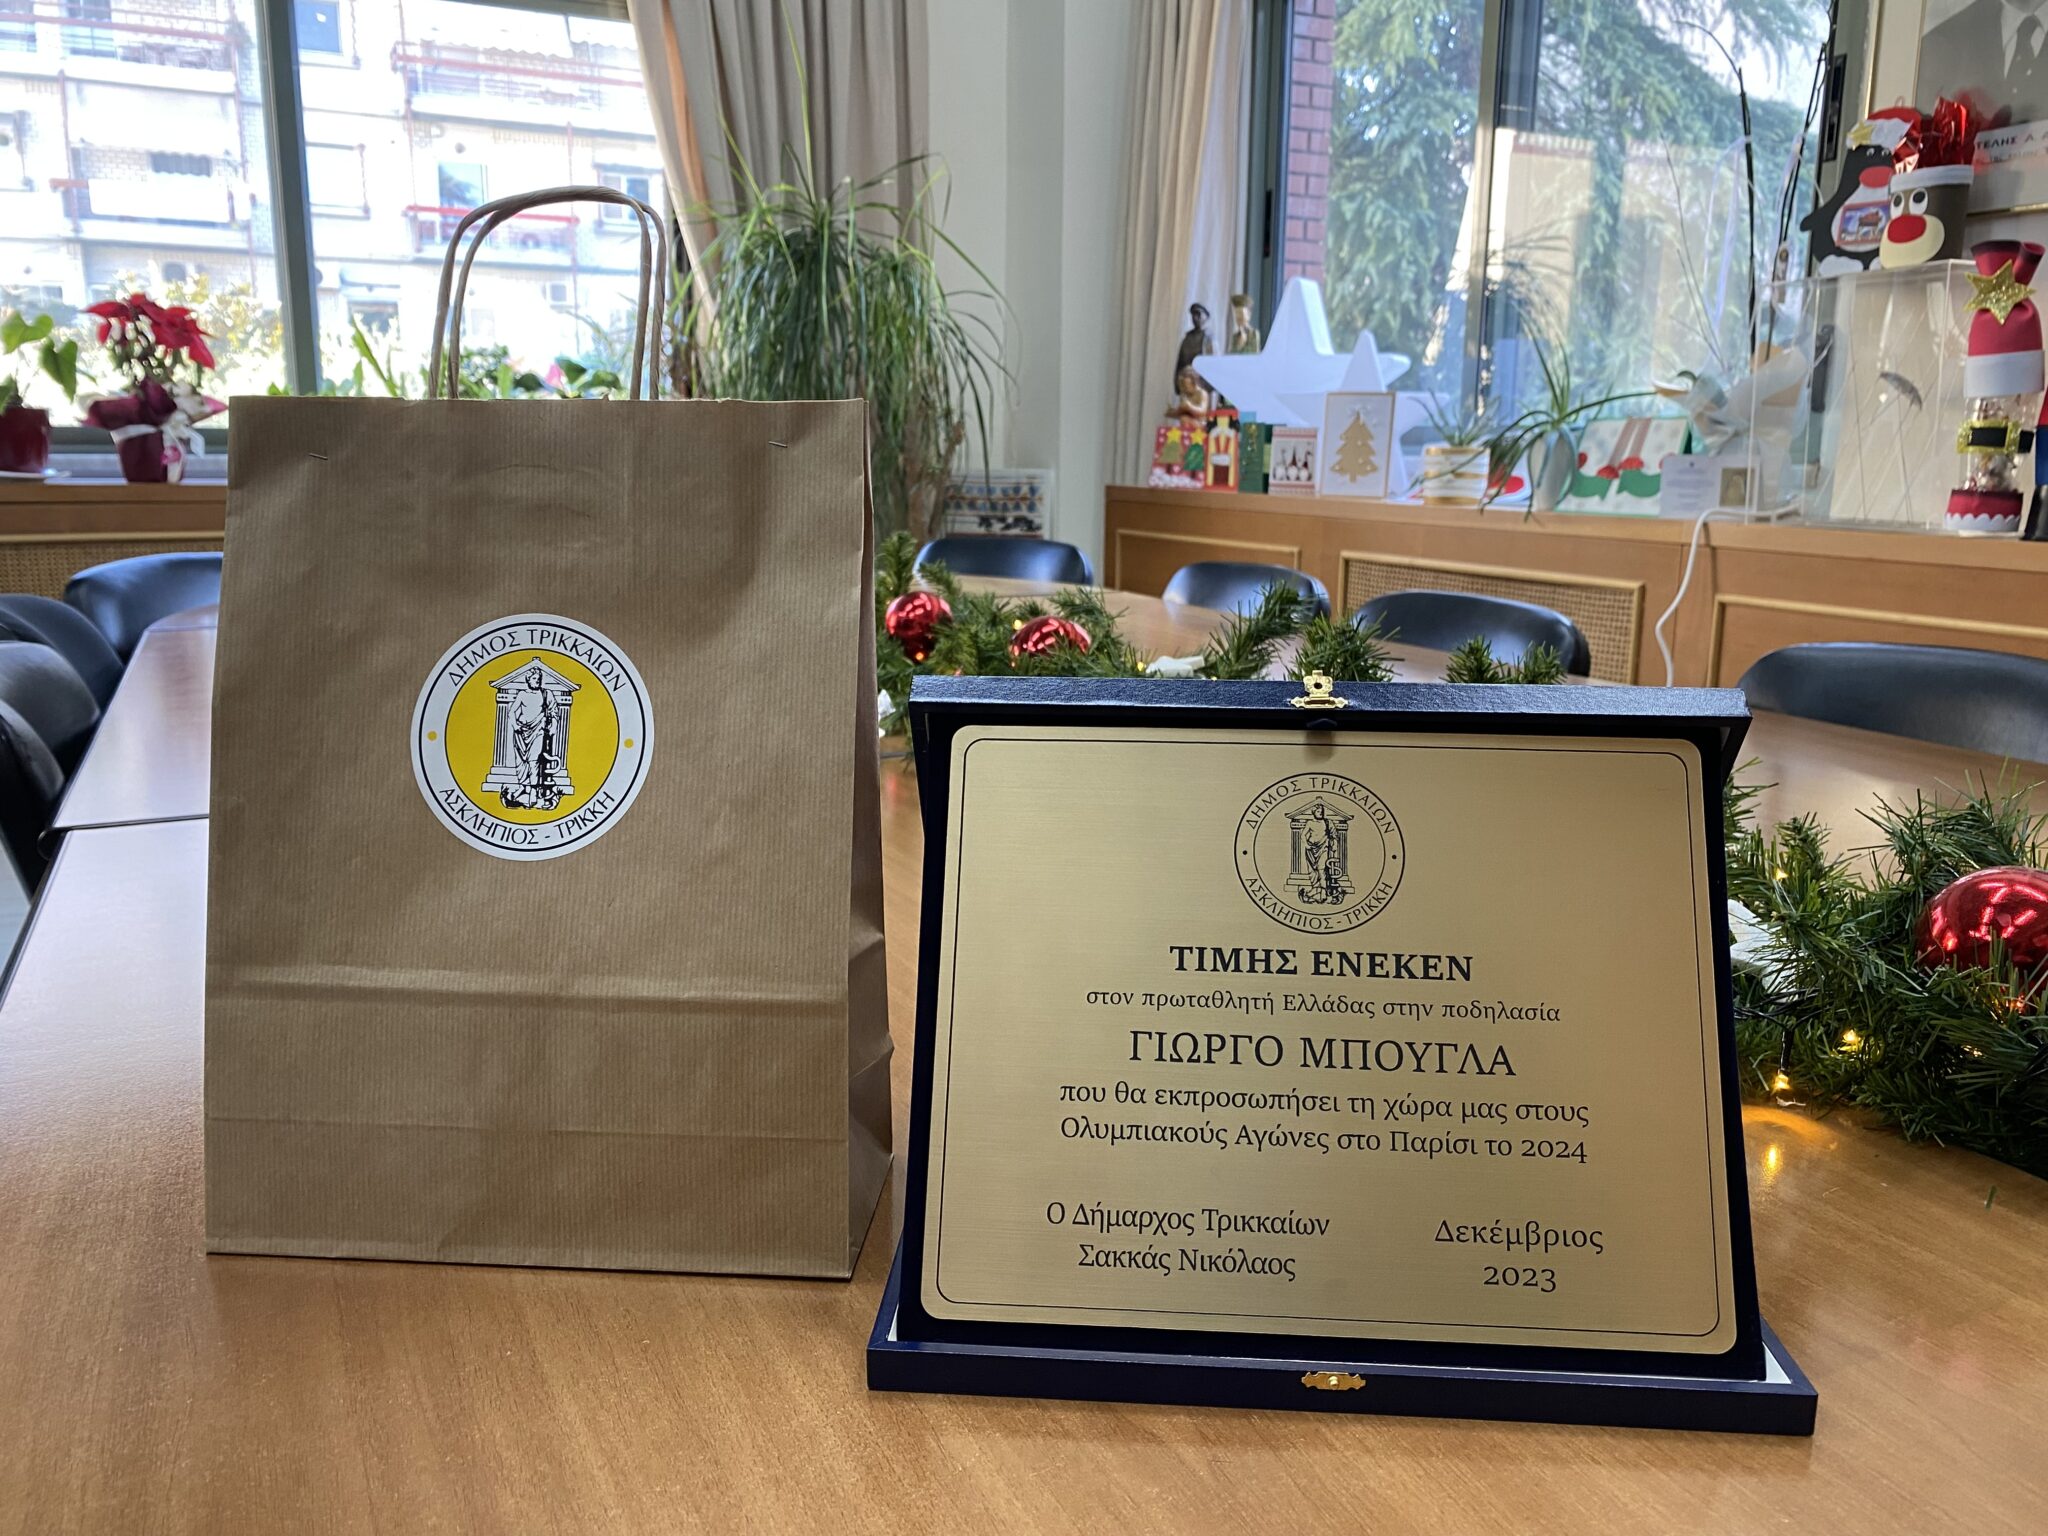 ΔΗΜΟΣ ΤΡΙΚΚΑΙΩΝ
ΑΣΚΛΗΠΙΟΣ - ΤΡΙΚΚΗ
ΔΗΜΟΣ ΤΡΙΚΚΑΙΩΝ
ΑΣΚΛΗΠΙΟΣ - ΤΡΙΚΚΗ
ΤΙΜΗΣ ΕΝΕΚΕΝ
στον πρωταθλητή Ελλάδας στην ποδηλασία
ΓΙΩΡΓΟ ΜΠΟΥΓΛΑ
που θα εκπροσωπήσει τη χώρα μας στους
Ολυμπιακούς Αγώνες στο Παρίσι το 2024
Ο Δήμαρχος Τρικκαίων
Σακκάς Νικόλαος
Δεκέμβριος
2023